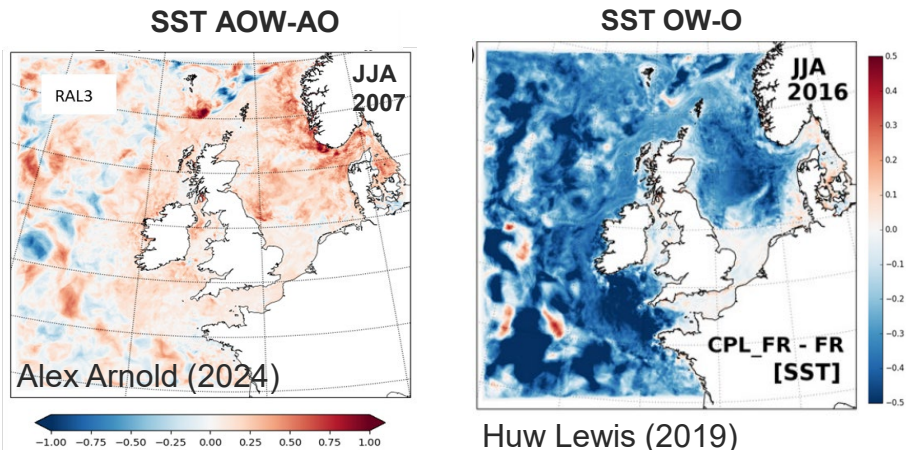 SST AOW-AO
RAL3
JJA
2007
Alex Arnold (2024)
−1.00 −0.75 −0.50 −0.25 0.00 0.25 0.50 0.75 1.00
SST OW-O
JJA
2016
CPL_FR - FR
[SST]
0.5
0.4
0.3
0.2
0.1
0.0
−0.1
−0.2
−0.3
−0.4
−0.5
Huw Lewis (2019)